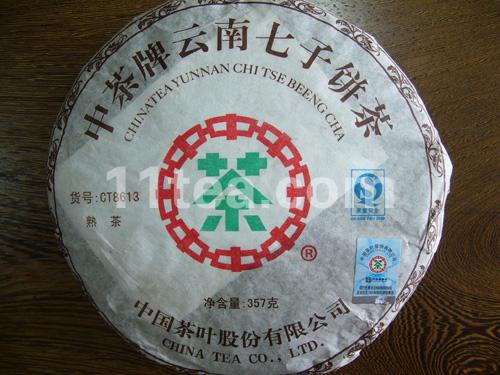 中茶牌云南七子饼茶
CHINATEA YUNNAN CHI TSE BEENG CHA
11tea.com
货号:CT8613
熟茶
茶
®
净含量:357克
中国茶叶股份有限公司
CHINA TEA CO., LTD.